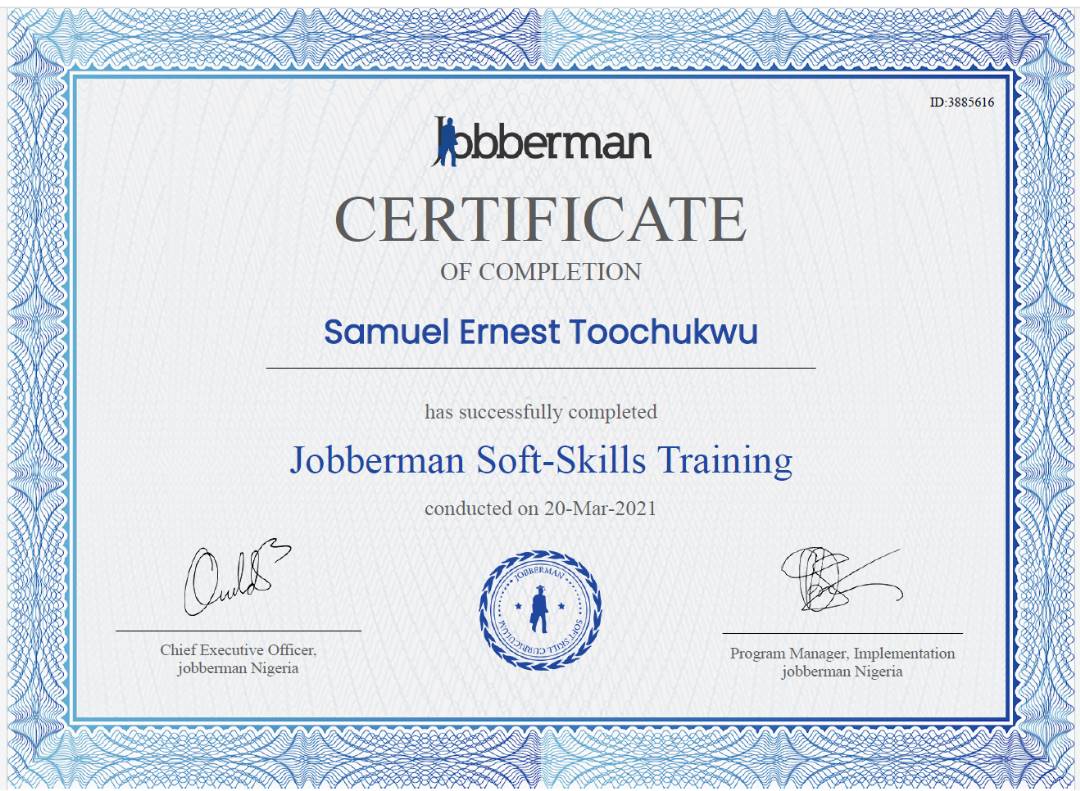 ID:3885616
Jobberman
CERTIFICATE
OF COMPLETION
Samuel Ernest Toochukwu
has successfully completed
Jobberman Soft-Skills Training
conducted on 20-Mar-2021
JOBBERMAN
SOFT SKILL CURRICULUM
Chief Executive Officer,
jobberman Nigeria
Program Manager, Implementation
jobberman Nigeria